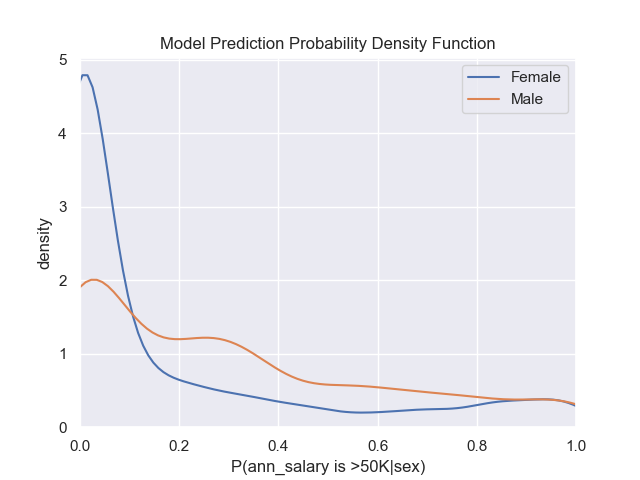 Model Prediction Probability Density Function
Female
Male
5
4
3
2
1
0
density
0.0 0.2 0.4 0.6 0.8 1.0
P(ann_salary is >50K|sex)